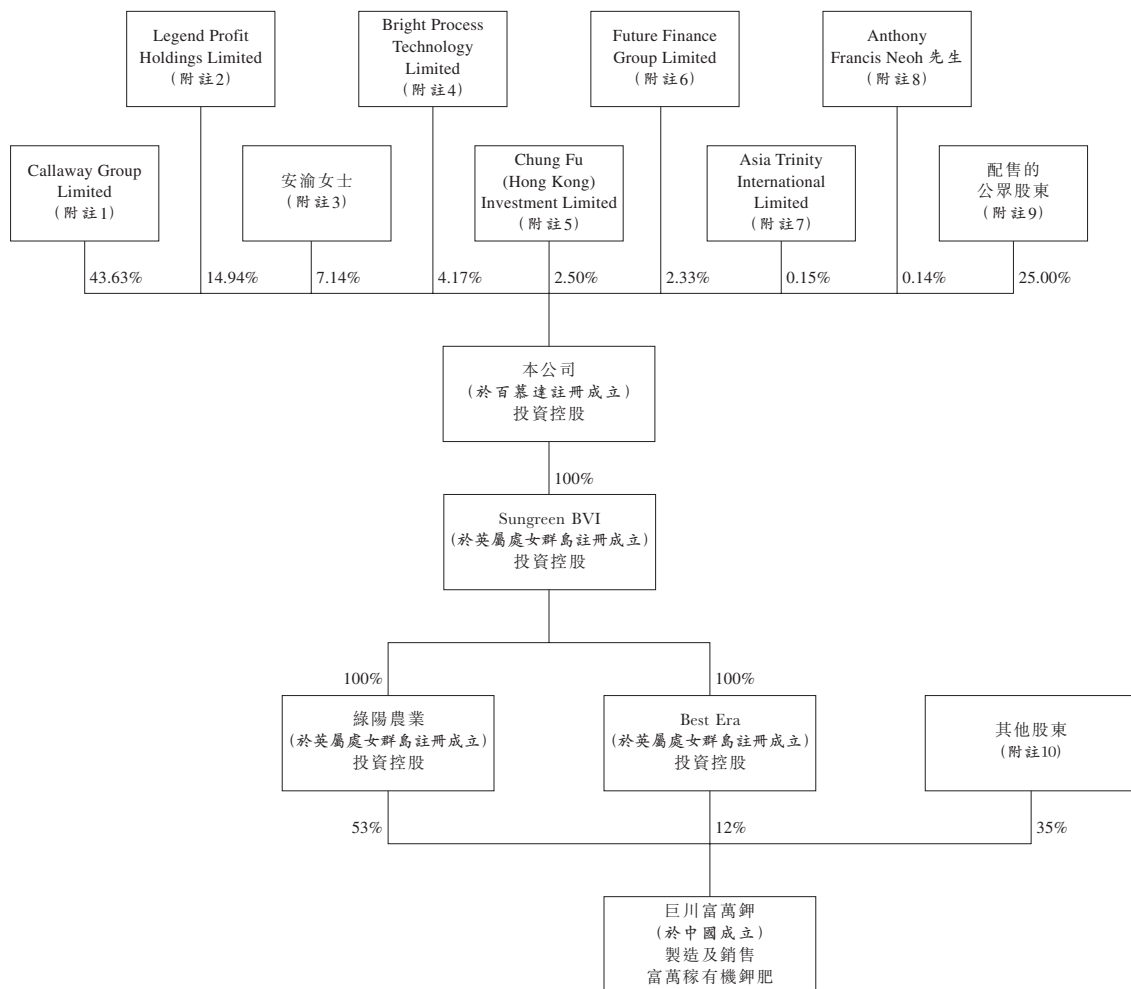 Legend Profit
Holdings Limited
(附註2)
Bright Process
Technology
Limited
(附註4)
Future Finance
Group Limited
(附註6)
Anthony
Francis Neoh 先生
(附註8)
Callaway Group
Limited
(附註1)
安渝女士
(附註3)
Chung Fu
(Hong Kong)
Investment Limited
(附註5)
Asia Trinity
International
Limited
(附註7)
配售的
公眾股東
(附註9)
43.63%
14.94%
7.14%
4.17%
2.50%
2.33%
0.15%
0.14%
25.00%
本公司
(於百慕達註冊成立)
投資控股
100%
Sungreen BVI
(於英屬處女群島註冊成立)
投資控股
100%
100%
綠陽農業
(於英屬處女群島註冊成立)
投資控股
Best Era
(於英屬處女群島註冊成立)
投資控股
其他股東
(附註10)
53%
12%
35%
巨川富萬鉀
(於中國成立)
製造及銷售
富萬稼有機鉀肥